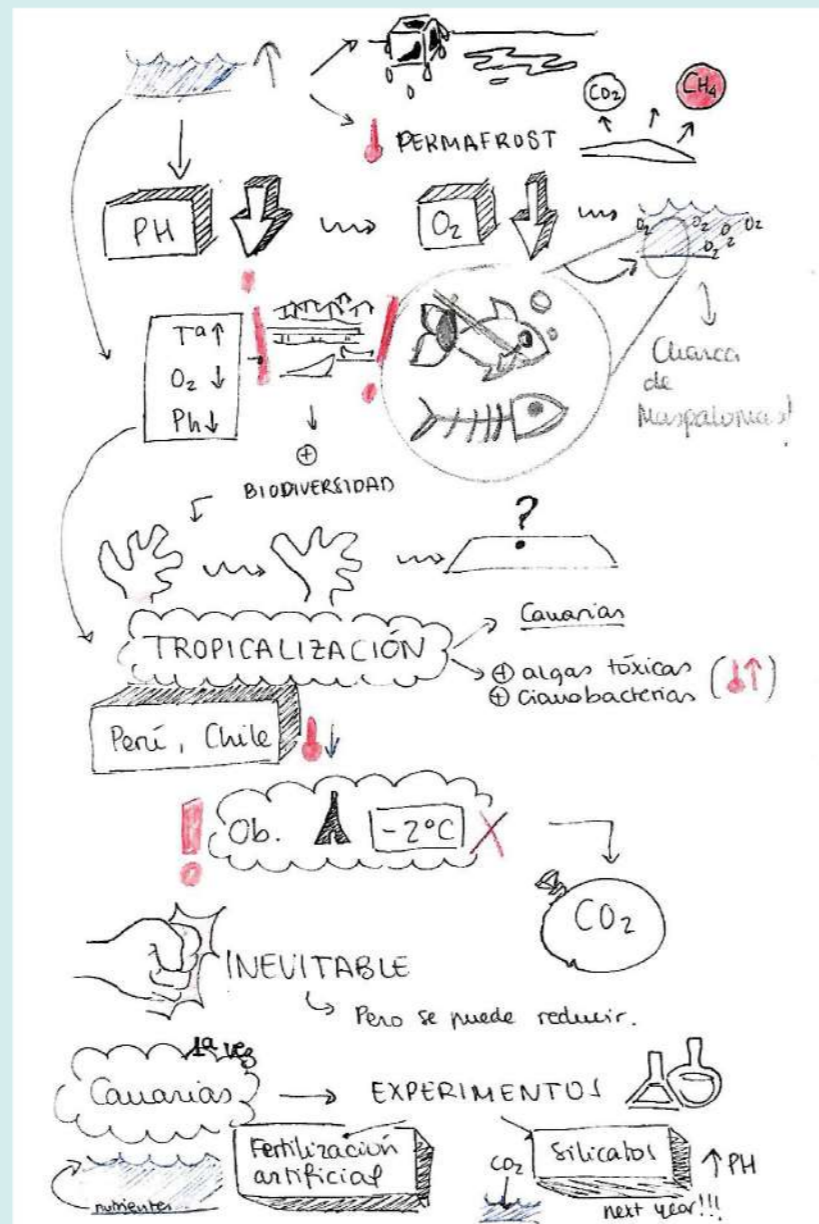 CO2
CH4
PERMAFROST
PH
O2
O2
O2
O2
O2
O2
Tª↑
O2 ↓
Ph↓
Charca
de
Maspalomas!
⊕
BIODIVERSIDAD
?
TROPICALIZACIÓN
Canarias
⊕ algas tóxicas
⊕ Cianobacterias (↑)
Perú, Chile
Ob.
-2°C X
CO2
INEVITABLE
Pero se puede reducir.
1ª vez
Canarias → EXPERIMENTOS
Fertilización
artificial
nutrientes
CO2
Silicatos
↑ PH
next year!!!